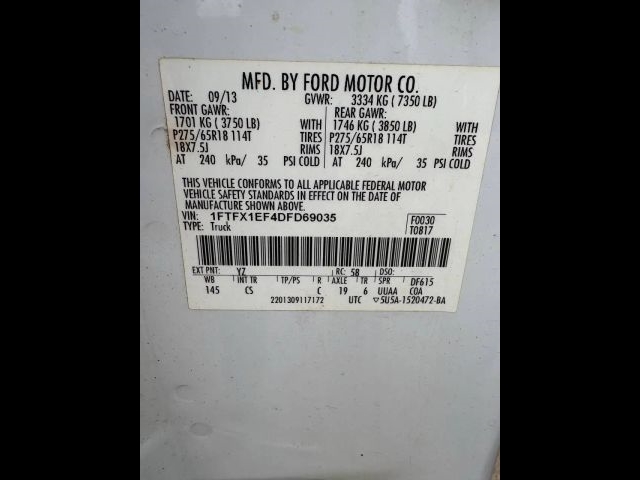 MFD. BY FORD MOTOR CO.
DATE: 09/13 GVWR: 3334 KG ( 7350 LB)
FRONT GAWR: REAR GAWR:
1701 KG ( 3750 LB) WITH 1746 KG ( 3850 LB) WITH
P275/65R18 114T TIRES P275/65R18 114T TIRES
18X7.5J RIMS 18X7.5J RIMS
AT 240 kPa/ 35 PSI COLD AT 240 kPa/ 35 PSI COLD
THIS VEHICLE CONFORMS TO ALL APPLICABLE FEDERAL MOTOR
VEHICLE SAFETY STANDARDS IN EFFECT ON THE DATE OF
MANUFACTURE SHOWN ABOVE.
VIN: 1FTFX1EF4DFD69035 F0030
TYPE: Truck T0817
EXT PNT: YZ RC: 58 DSO:
WB INT TR TP/PS R AXLE TR SPR DF615
145 CS C 19 6 UUAA COA
2201309117172 UTC ▽5U5A-1520472-BA